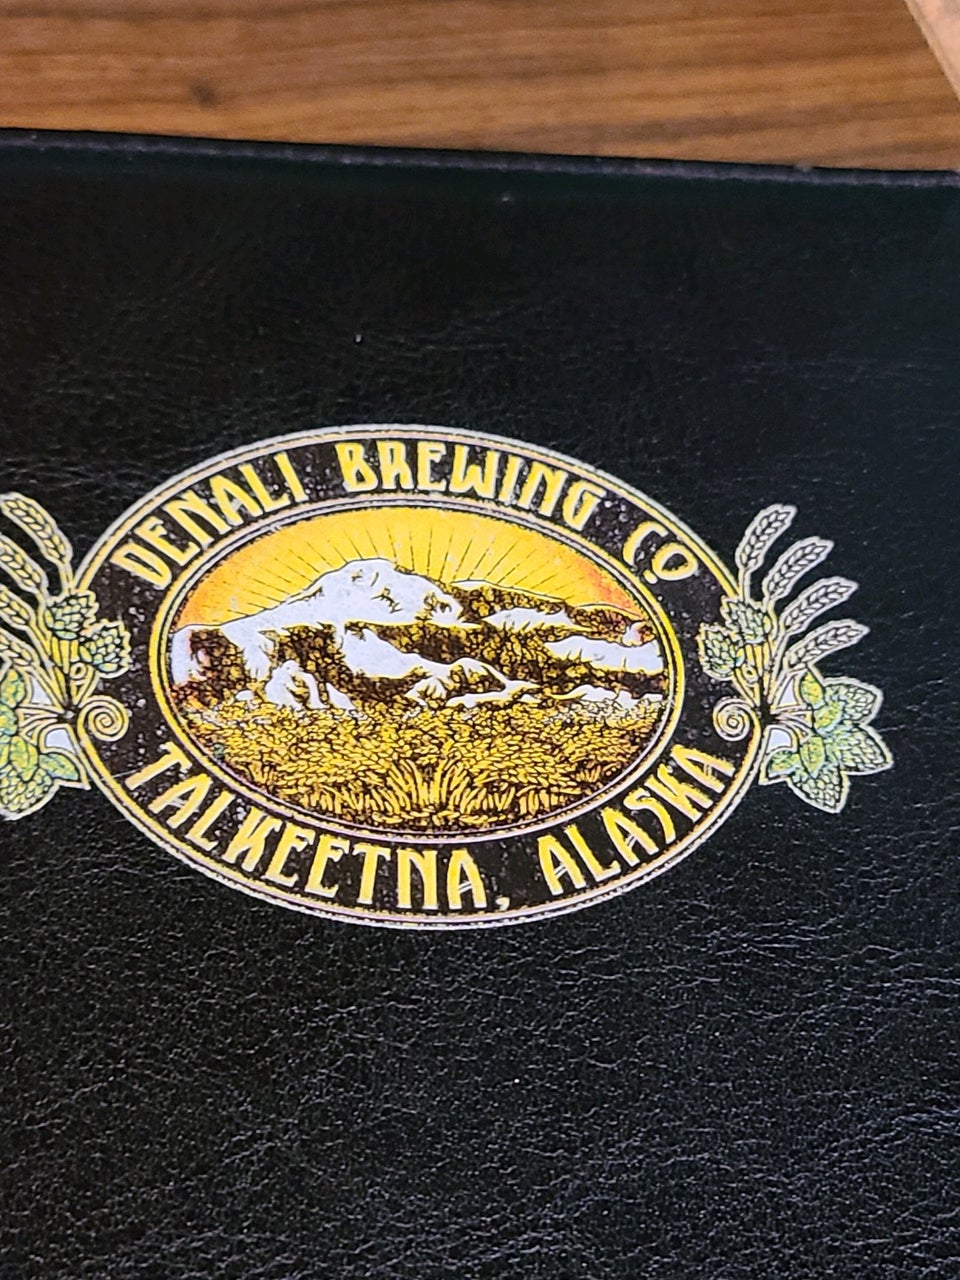 DENALI BREWING CO.
TALKEETNA, ALASKA